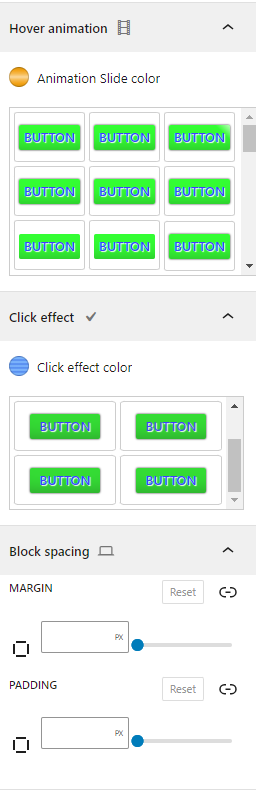 Hover animation
Animation Slide color
BUTTON BUTTON BUTTON
BUTTON BUTTON BUTTON
BUTTON BUTTON BUTTON
Click effect
Click effect color
BUTTON BUTTON
BUTTON BUTTON
Block spacing
MARGIN Reset
PX
PADDING Reset
PX